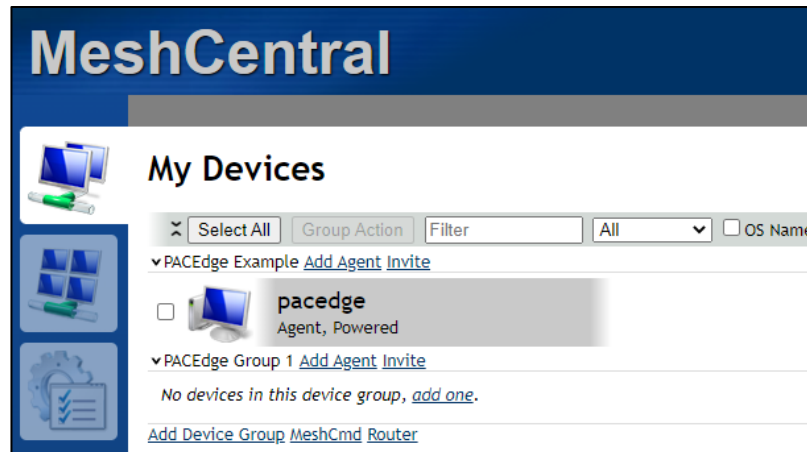 MeshCentral
My Devices
Select All Group Action Filter All OS Name
PACEdge Example Add Agent Invite
pacedge
Agent, Powered
PACEdge Group 1 Add Agent Invite
No devices in this device group, add one.
Add Device Group MeshCmd Router